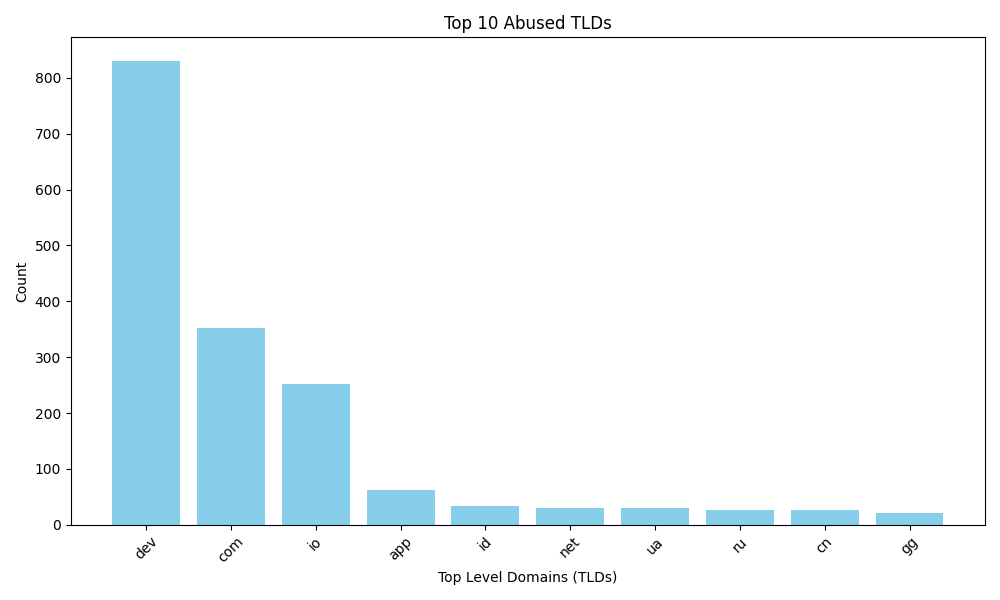 Top 10 Abused TLDs
Count
800
700
600
500
400
300
200
100
0
dev
com
io
app
id
net
ua
ru
cn
gg
Top Level Domains (TLDs)